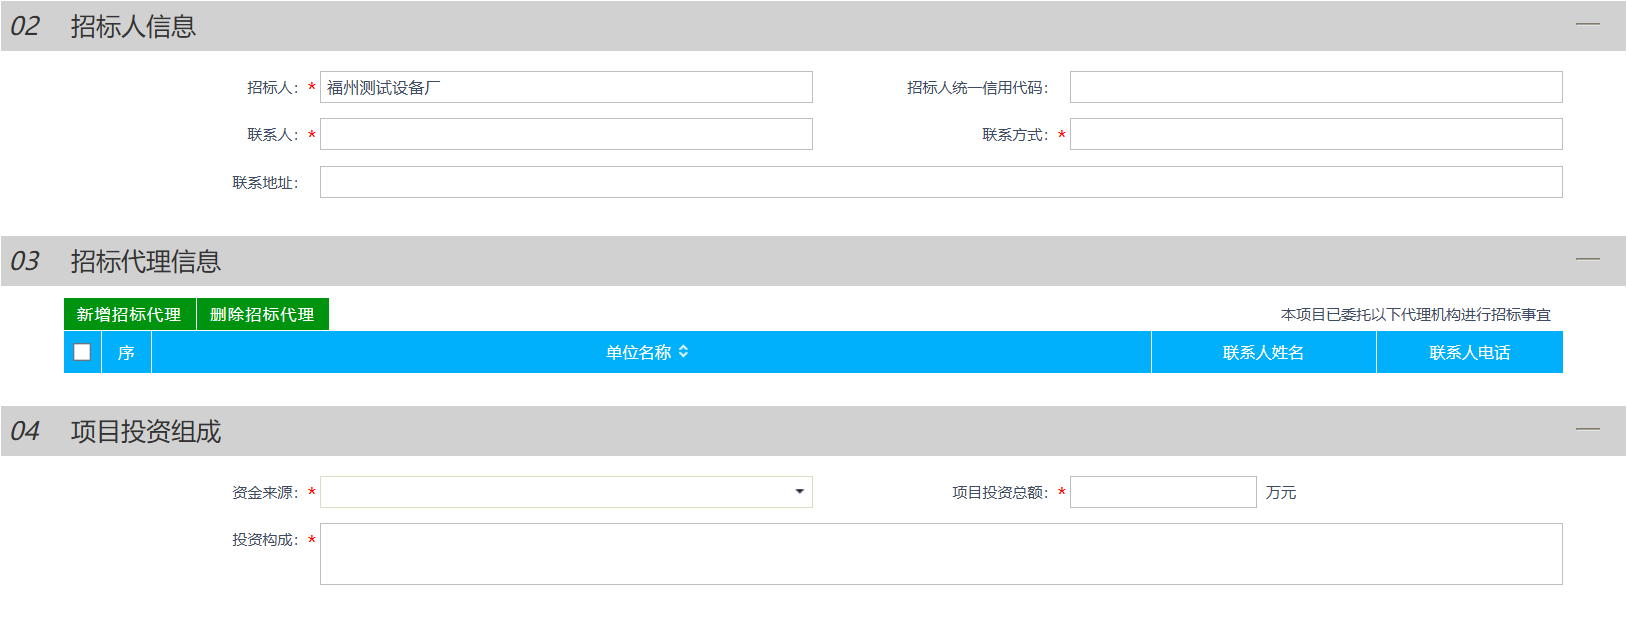 02 招标人信息
招标人：* 福州测试设备厂 招标人统一信用代码：
联系人：* 联系方式：*
联系地址：
03 招标代理信息
新增招标代理 删除招标代理 本项目已委托以下代理机构进行招标事宜
序 单位名称 联系人姓名 联系人电话
04 项目投资组成
资金来源：* 项目投资总额：* 万元
投资构成：*